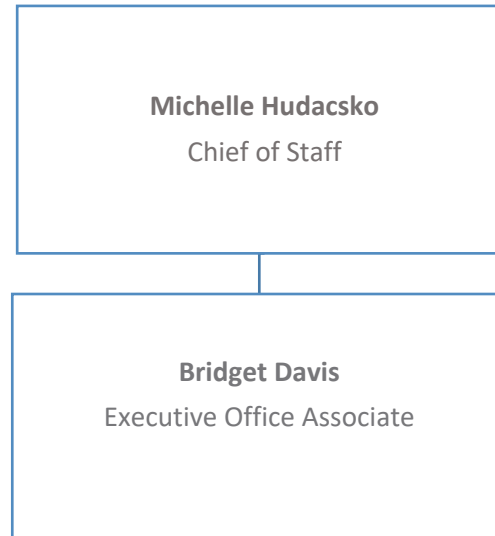 Michelle Hudacsko
Chief of Staff
Bridget Davis
Executive Office Associate